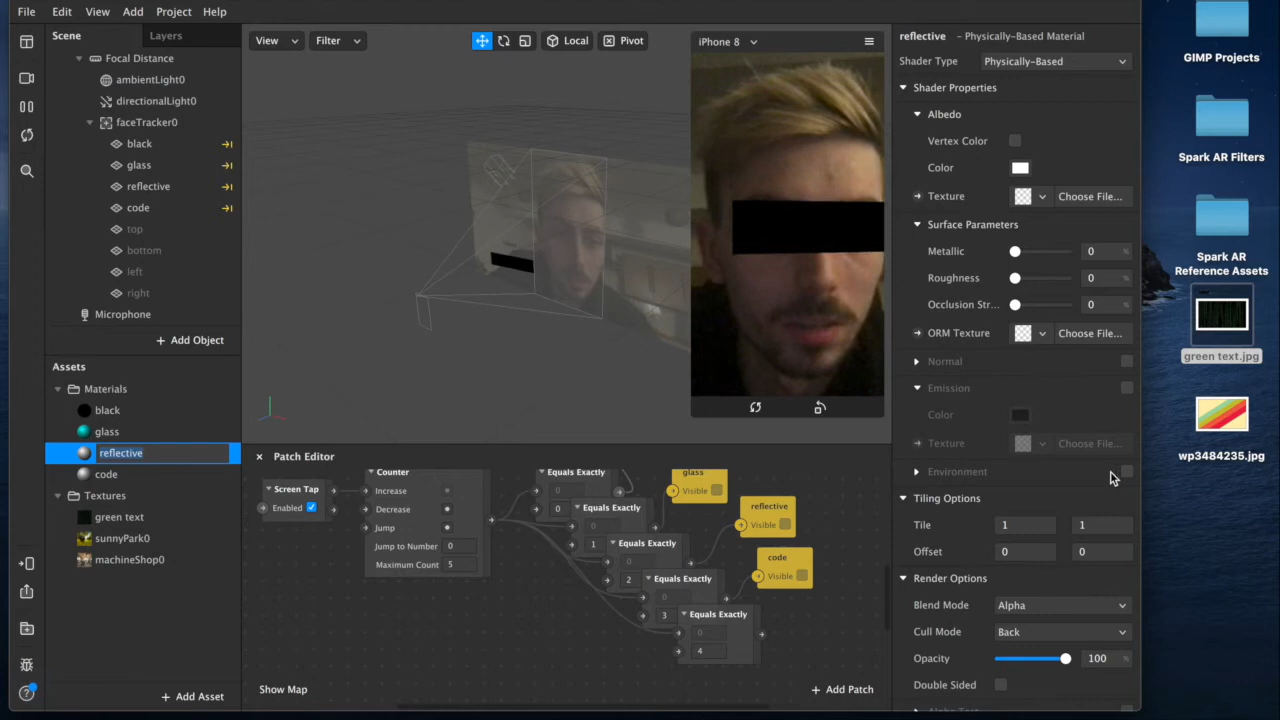 File Edit View Add Project Help
Scene Layers
Focal Distance
ambientLight0
directionalLight0
faceTracker0
black
glass
reflective
code
top
bottom
left
right
Microphone
+ Add Object
Assets
Materials
black
glass
reflective
code
Textures
green text
sunnyPark0
machineShop0
+ Add Asset
View Filter Local Pivot
iPhone 8
× Patch Editor
Screen Tap
Enabled
Counter
Increase
Decrease
Jump
Jump to Number 0
Maximum Count 5
Equals Exactly
0
0
Equals Exactly
0
1
Equals Exactly
2
Equals Exactly
0
3
Equals Exactly
0
4
glass
Visible
reflective
Visible
code
Visible
Show Map
+ Add Patch
reflective - Physically-Based Material
Shader Type Physically-Based
Shader Properties
Albedo
Vertex Color
Color
Texture Choose File...
Surface Parameters
Metallic 0 %
Roughness 0 %
Occlusion Str... 0 %
ORM Texture Choose File...
Normal
Emission
Color
Texture Choose File...
Environment
Tiling Options
Tile 1 1
Offset 0 0
Render Options
Blend Mode Alpha
Cull Mode Back
Opacity 100 %
Double Sided
GIMP Projects
Spark AR Filters
Spark AR
Reference Assets
green text.jpg
wp3484235.jpg